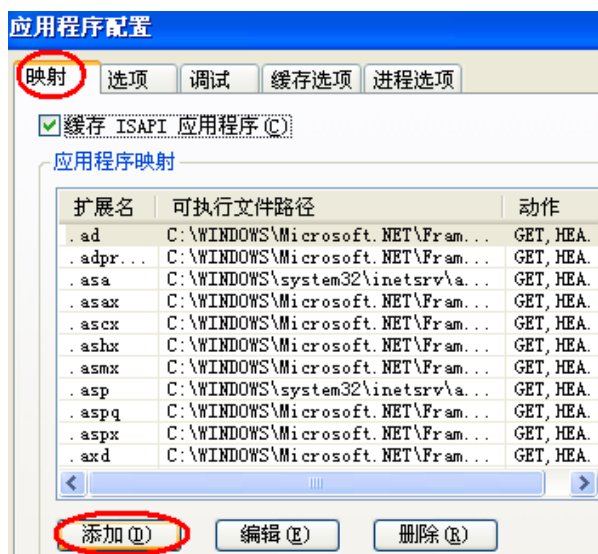 应用程序配置
映射 选项 调试 缓存选项 进程选项
缓存 ISAPI 应用程序(C)
应用程序映射
扩展名 可执行文件路径 动作
.ad C:\WINDOWS\Microsoft.NET\Fram... GET, HEA.
.adpr... C:\WINDOWS\Microsoft.NET\Fram... GET, HEA.
.asa C:\WINDOWS\system32\inetsrv\a... GET, HEA.
.asax C:\WINDOWS\Microsoft.NET\Fram... GET, HEA.
.ascx C:\WINDOWS\Microsoft.NET\Fram... GET, HEA.
.ashx C:\WINDOWS\Microsoft.NET\Fram... GET, HEA.
.asmx C:\WINDOWS\Microsoft.NET\Fram... GET, HEA.
.asp C:\WINDOWS\system32\inetsrv\a... GET, HEA.
.aspq C:\WINDOWS\Microsoft.NET\Fram... GET, HEA.
.aspx C:\WINDOWS\Microsoft.NET\Fram... GET, HEA.
.axd C:\WINDOWS\Microsoft.NET\Fram... GET, HEA.
添加(D) 编辑(E) 删除(R)